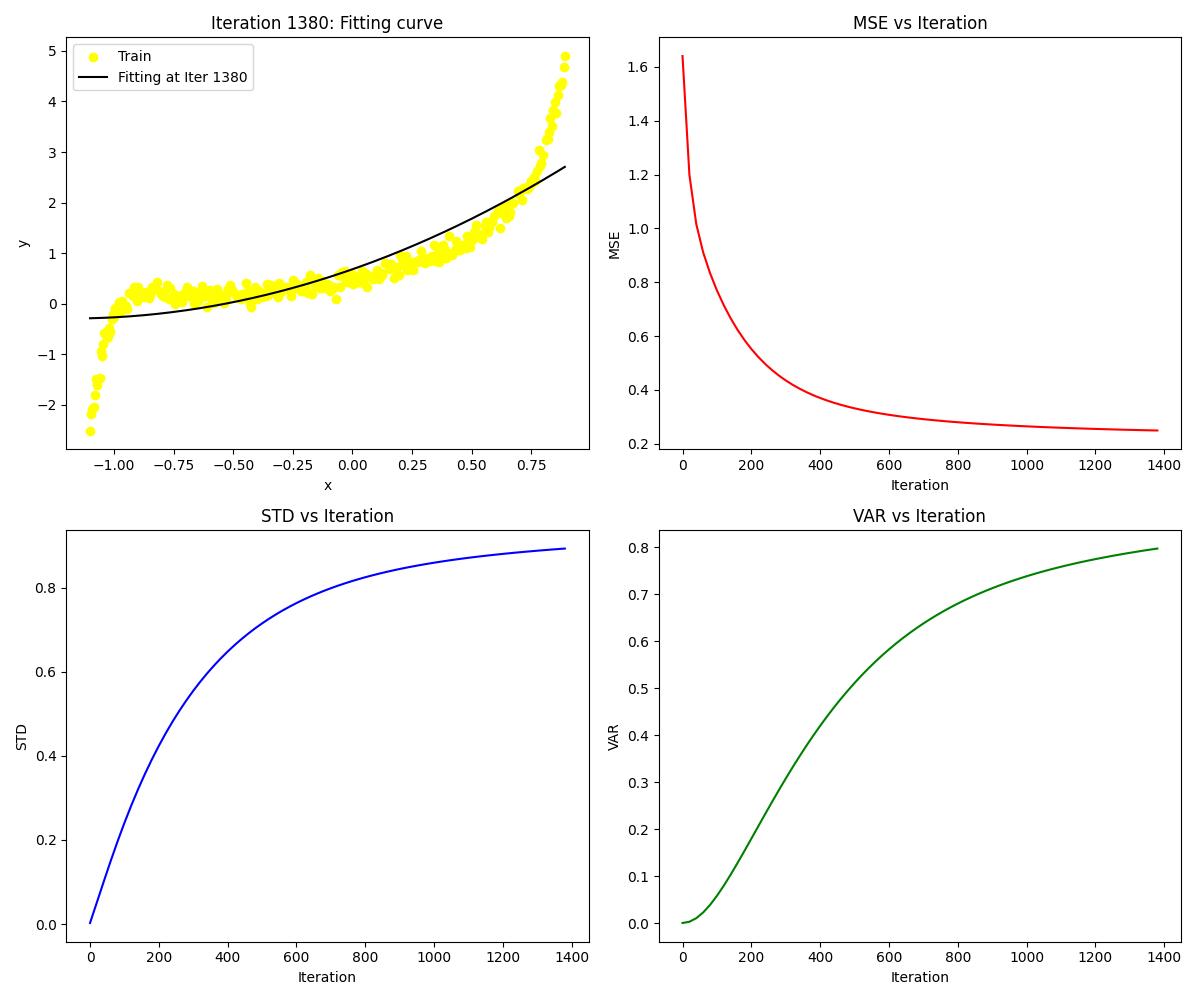 Iteration 1380: Fitting curve
Train
Fitting at Iter 1380
5
4
3
2
1
0
−1
−2
y
−1.00 −0.75 −0.50 −0.25 0.00 0.25 0.50 0.75
x
MSE vs Iteration
1.6
1.4
1.2
1.0
0.8
0.6
0.4
0.2
MSE
0 200 400 600 800 1000 1200 1400
Iteration
STD vs Iteration
0.8
0.6
0.4
0.2
0.0
STD
0 200 400 600 800 1000 1200 1400
Iteration
VAR vs Iteration
0.8
0.7
0.6
0.5
0.4
0.3
0.2
0.1
0.0
VAR
0 200 400 600 800 1000 1200 1400
Iteration